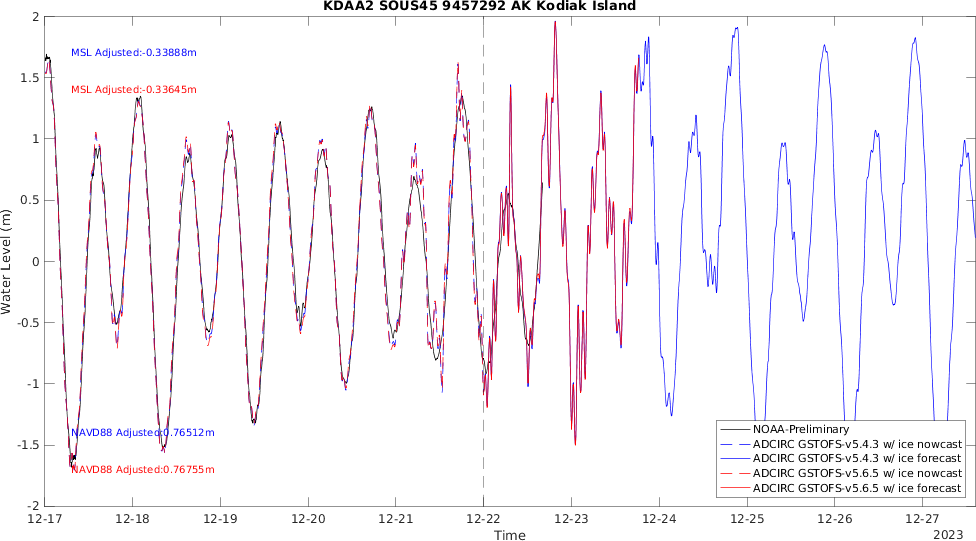 KDAA2 SOUS45 9457292 AK Kodiak Island
2
1.5
1
0.5
0
-0.5
-1
-1.5
-2
Water Level (m)
MSL Adjusted:-0.33888m
MSL Adjusted:-0.33645m
NAVD88 Adjusted:0.76512m
NAVD88 Adjusted:0.76755m
NOAA-Preliminary
ADCIRC GSTOFS-v5.4.3 w/ ice nowcast
ADCIRC GSTOFS-v5.4.3 w/ ice forecast
ADCIRC GSTOFS-v5.6.5 w/ ice nowcast
ADCIRC GSTOFS-v5.6.5 w/ ice forecast
12-17 12-18 12-19 12-20 12-21 12-22 12-23 12-24 12-25 12-26 12-27
Time
2023